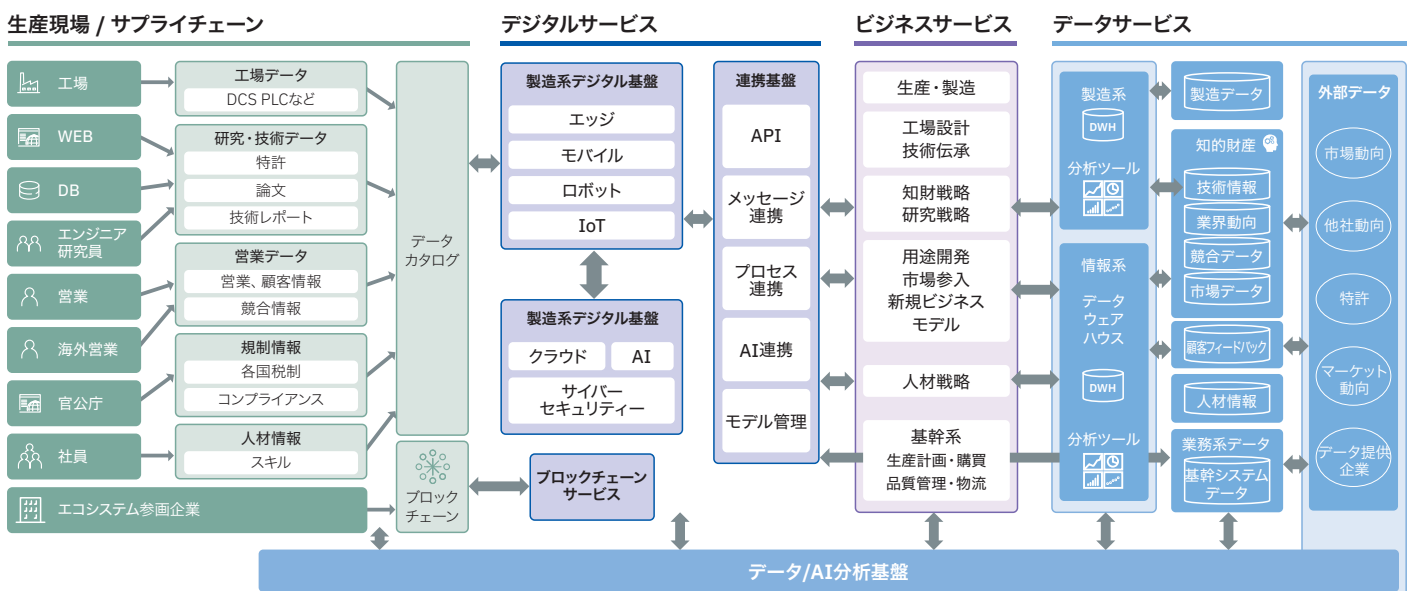 生産現場 / サプライチェーン
工場
WEB
DB
エンジニア
研究員
営業
海外営業
官公庁
社員
エコシステム参画企業
工場データ
DCS PLCなど
研究・技術データ
特許
論文
技術レポート
営業データ
営業、顧客情報
競合情報
規制情報
各国税制
コンプライアンス
人材情報
スキル
データ
カタログ
ブロック
チェーン
デジタルサービス
製造系デジタル基盤
エッジ
モバイル
ロボット
IoT
製造系デジタル基盤
クラウド
AI
サイバー
セキュリティー
ブロックチェーン
サービス
連携基盤
API
メッセージ
連携
プロセス
連携
AI連携
モデル管理
ビジネスサービス
生産・製造
工場設計
技術伝承
知財戦略
研究戦略
用途開発
市場参入
新規ビジネス
モデル
人材戦略
基幹系
生産計画・購買
品質管理・物流
データサービス
製造系
DWH
分析ツール
情報系
データ
ウェア
ハウス
DWH
分析ツール
製造データ
知的財産
技術情報
業界動向
競合データ
市場データ
顧客フィードバック
人材情報
業務系データ
基幹システム
データ
外部データ
市場動向
他社動向
特許
マーケット
動向
データ提供
企業
データ/AI分析基盤